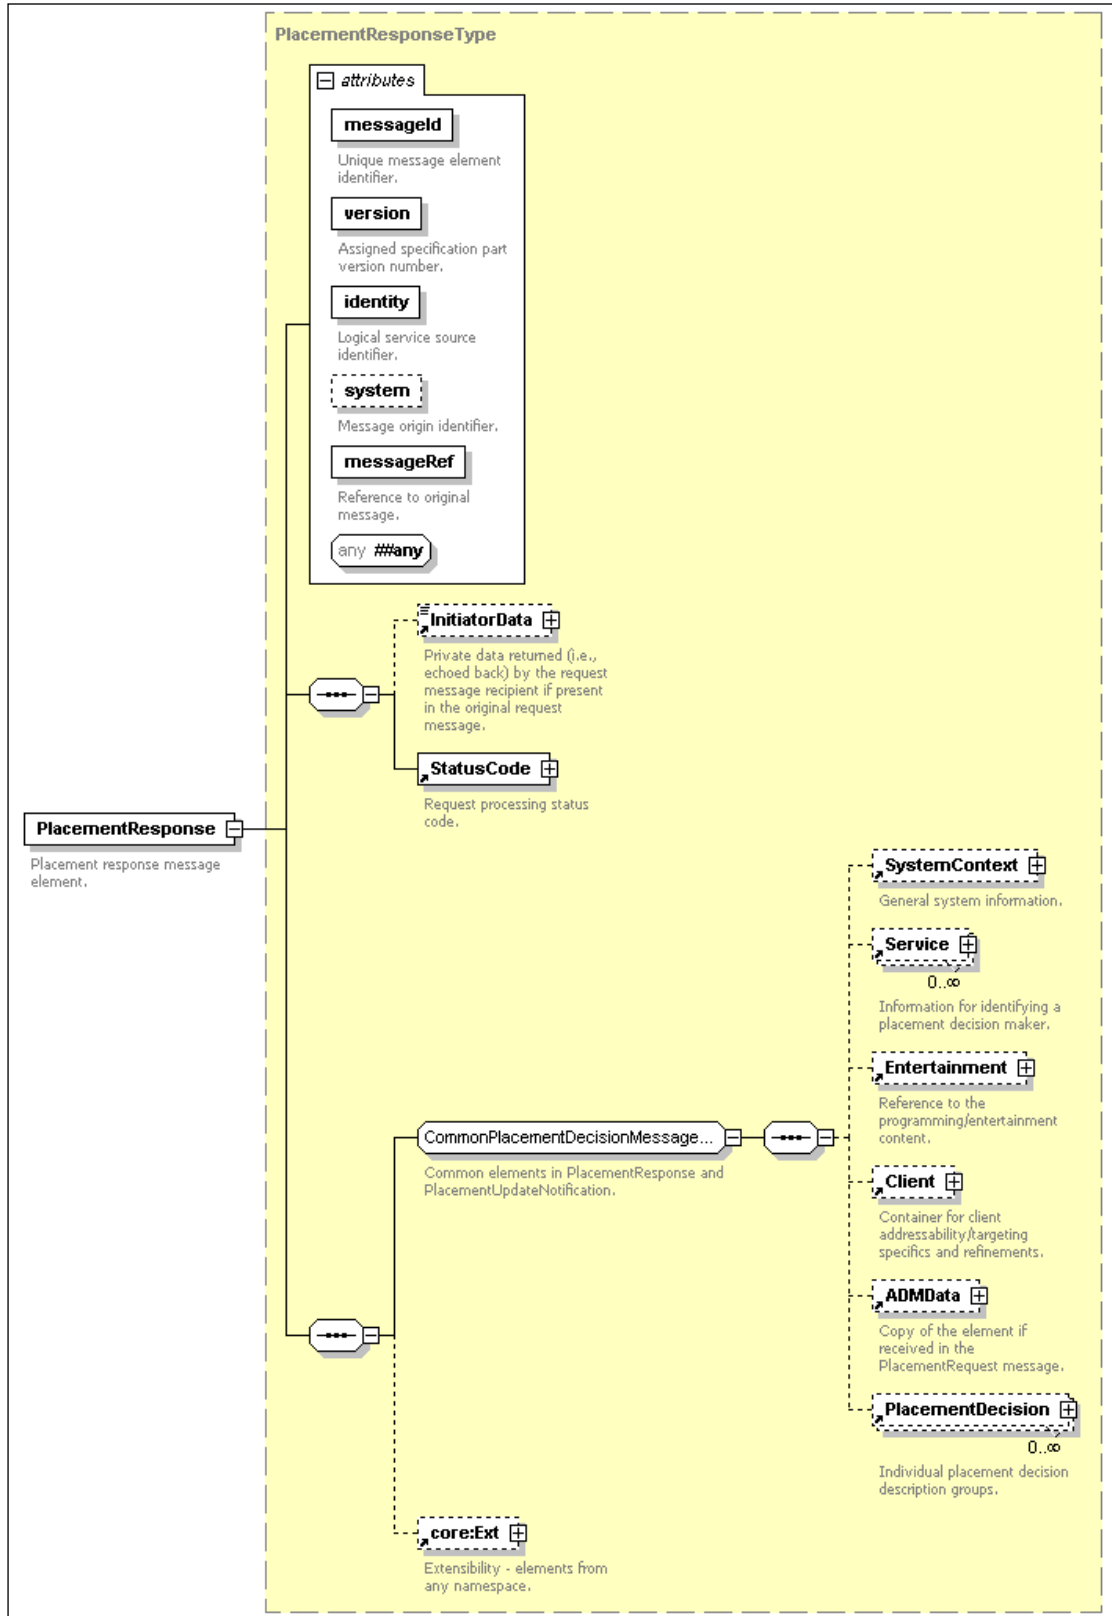 PlacementResponseType
attributes
messageId
Unique message element
identifier.
version
Assigned specification part
version number.
identity
Logical service source
identifier.
system
Message origin identifier.
messageRef
Reference to original
message.
any ##any
InitiatorData
Private data returned (i.e.,
echoed back) by the request
message recipient if present
in the original request
message.
StatusCode
Request processing status
code.
PlacementResponse
Placement response message
element.
SystemContext
General system information.
Service
0..∞
Information for identifying a
placement decision maker.
Entertainment
Reference to the
programming/entertainment
content.
CommonPlacementDecisionMessage...
Common elements in PlacementResponse and
PlacementUpdateNotification.
Client
Container for client
addressability/targeting
specifics and refinements.
ADMData
Copy of the element if
received in the
PlacementRequest message.
PlacementDecision
0..∞
Individual placement decision
description groups.
core:Ext
Extensibility - elements from
any namespace.